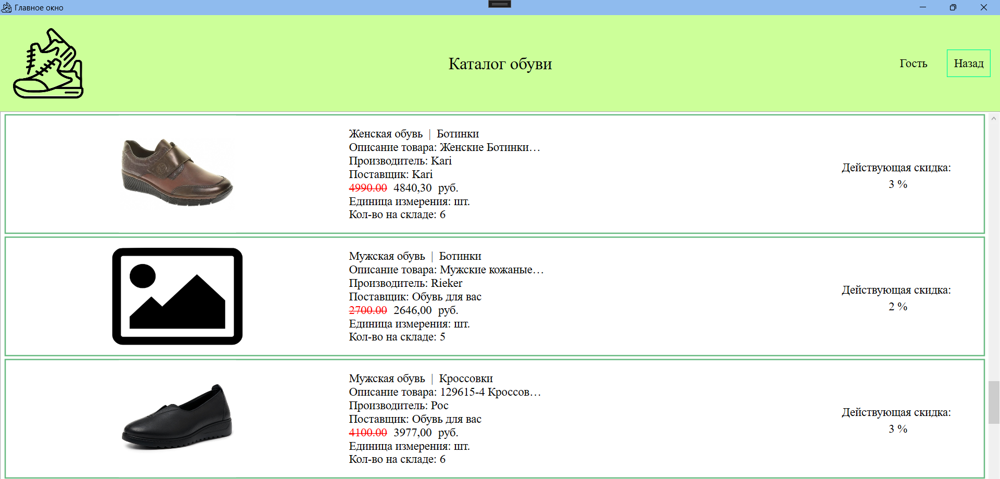 Главное окно
Каталог обуви
Гость
Назад
Женская обувь | Ботинки
Описание товара: Женские Ботинки…
Производитель: Kari
Поставщик: Kari
4990.00 4840,30 руб.
Единица измерения: шт.
Кол-во на складе: 6
Действующая скидка:
3 %
Мужская обувь | Ботинки
Описание товара: Мужские кожаные…
Производитель: Rieker
Поставщик: Обувь для вас
2700.00 2646,00 руб.
Единица измерения: шт.
Кол-во на складе: 5
Действующая скидка:
2 %
Мужская обувь | Кроссовки
Описание товара: 129615-4 Кроссов…
Производитель: Рос
Поставщик: Обувь для вас
4100.00 3977,00 руб.
Единица измерения: шт.
Кол-во на складе: 6
Действующая скидка:
3 %